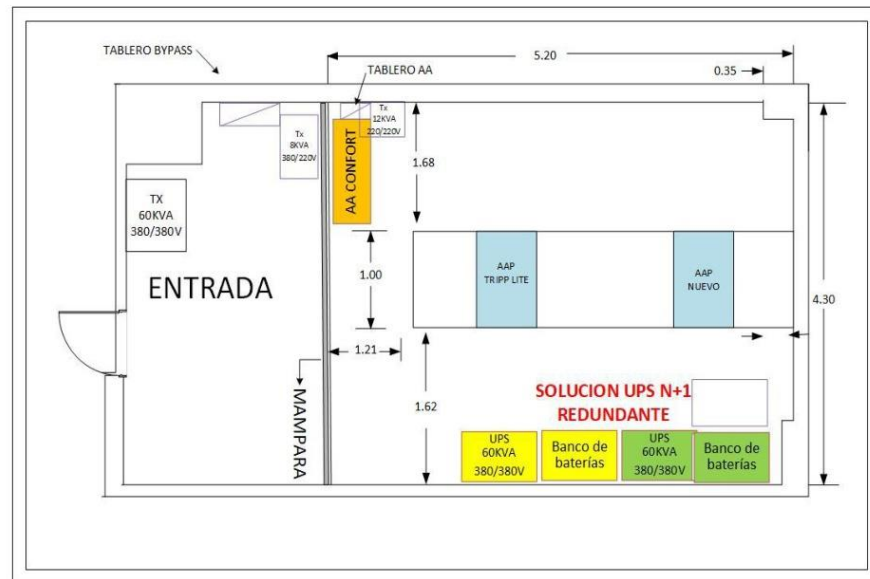 5.20
TABLERO BYPASS
TABLERO AA
0.35
Tx
8KVA
380/220V
Tx
12KVA
220/220V
AA CONFORT
1.68
TX
60KVA
380/380V
ENTRADA
1.00
AAP
TRIPP LITE
AAP
NUEVO
4.30
1.21
MAMPARA
1.62
SOLUCION UPS N+1
REDUNDANTE
UPS
60KVA
380/380V
Banco de
baterías
UPS
60KVA
380/380V
Banco de
baterías